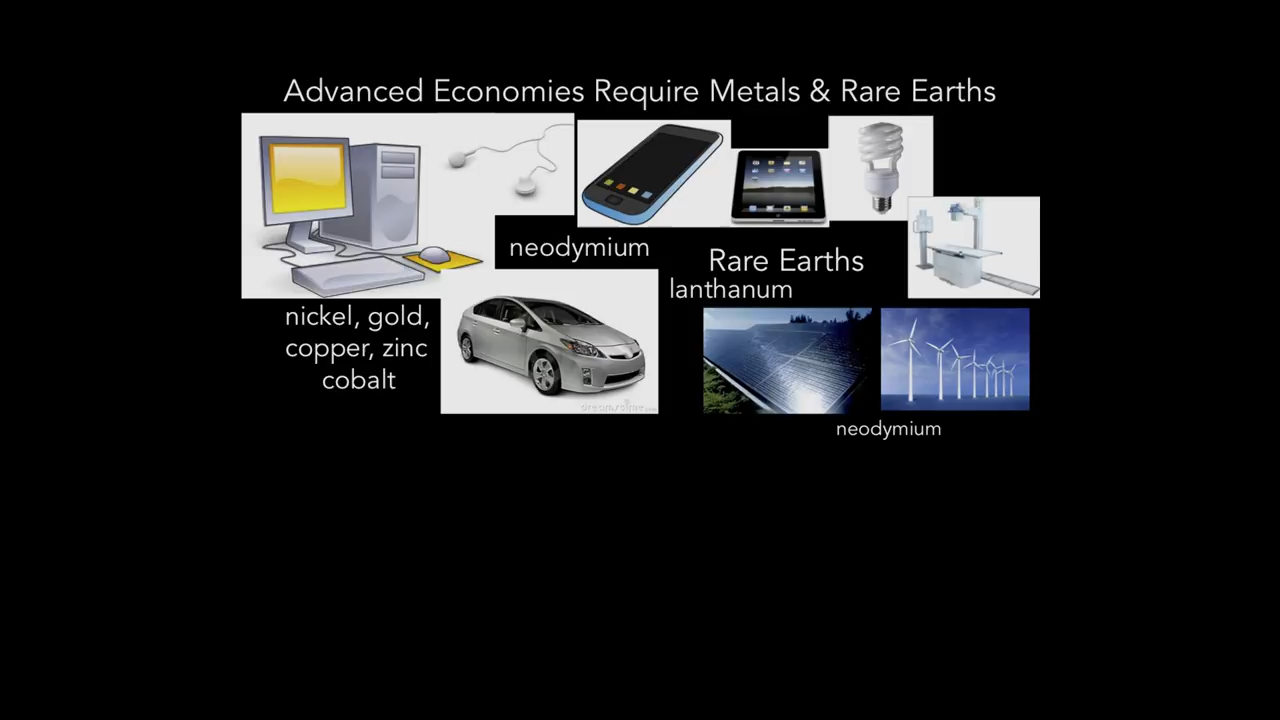 Advanced Economies Require Metals & Rare Earths
neodymium
Rare Earths
lanthanum
nickel, gold,
copper, zinc
cobalt
neodymium